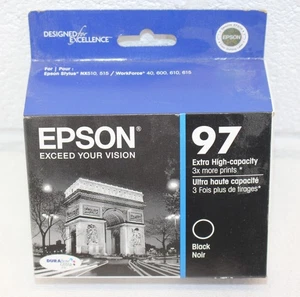 DESIGNED for EXCELLENCE
For / Pour :
Epson Stylus® NX510, 515 / WorkForce® 40, 600, 610, 615
EPSON®
EXCEED YOUR VISION
97
Extra High-capacity
3x more prints *
Ultra haute capacité
3 Fois plus de tirages*
Black
Noir